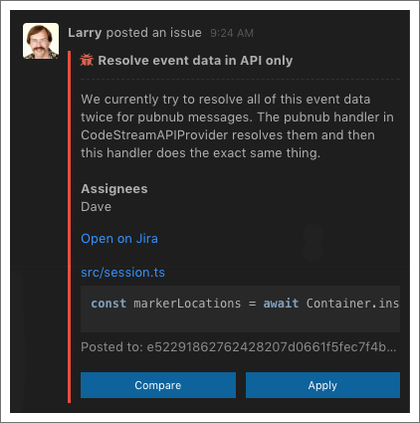 Larry posted an issue 9:24 AM
Resolve event data in API only
We currently try to resolve all of this event data
twice for pubnub messages. The pubnub handler in
CodeStreamAPIProvider resolves them and then
this handler does the exact same thing.
Assignees
Dave
Open on Jira
src/session.ts
const markerLocations = await Container.ins
Posted to: e52291862762428207d0661f5fec7f4b...
Compare Apply